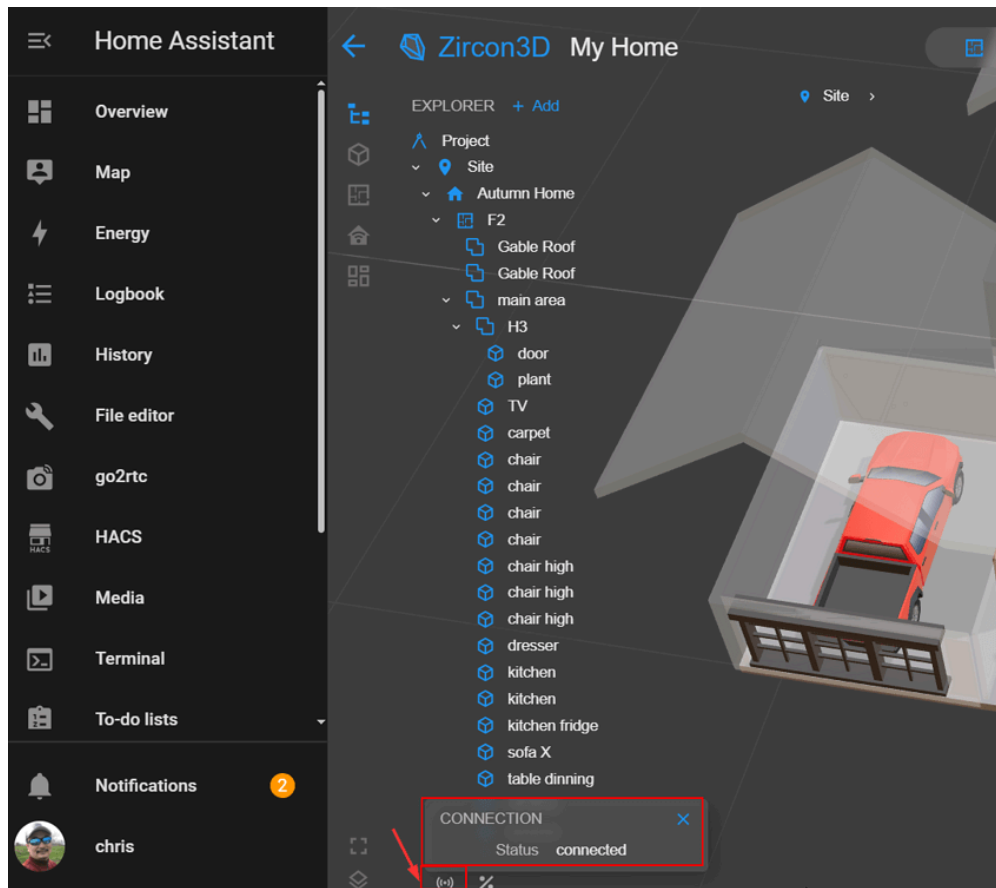 Home Assistant
Overview
Map
Energy
Logbook
History
File editor
go2rtc
HACS
HACS
Media
Terminal
To-do lists
Notifications 2
chris
Zircon3D My Home
EXPLORER + Add
Site ›
Project
Site
Autumn Home
F2
Gable Roof
Gable Roof
main area
H3
door
plant
TV
carpet
chair
chair
chair
chair
chair high
chair high
chair high
dresser
kitchen
kitchen
kitchen fridge
sofa X
table dinning
CONNECTION
Status connected